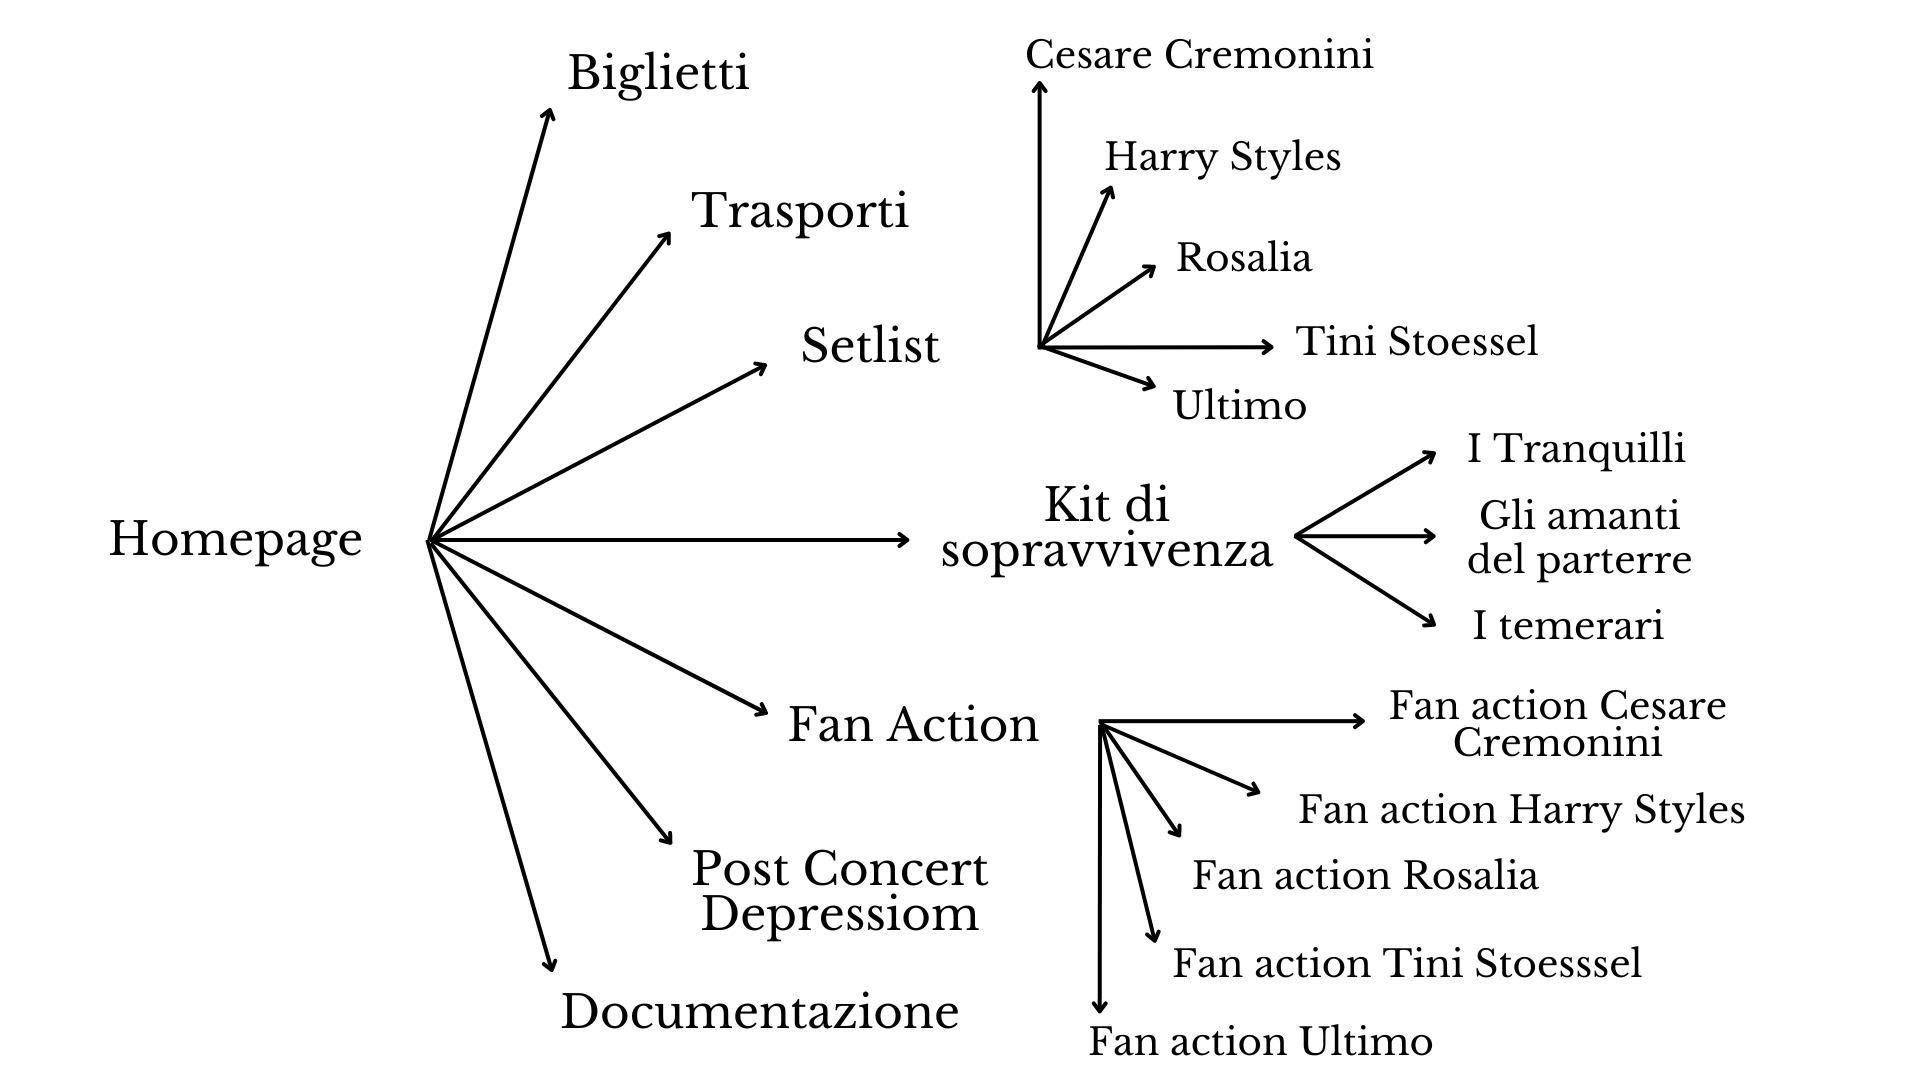 Biglietti
Trasporti
Setlist
Cesare Cremonini
Harry Styles
Rosalia
Tini Stoessel
Ultimo
Homepage
Kit di
sopravvivenza
I Tranquilli
Gli amanti
del parterre
I temerari
Fan Action
Fan action Cesare
Cremonini
Fan action Harry Styles
Fan action Rosalia
Fan action Tini Stoesssel
Fan action Ultimo
Post Concert
Depressiom
Documentazione